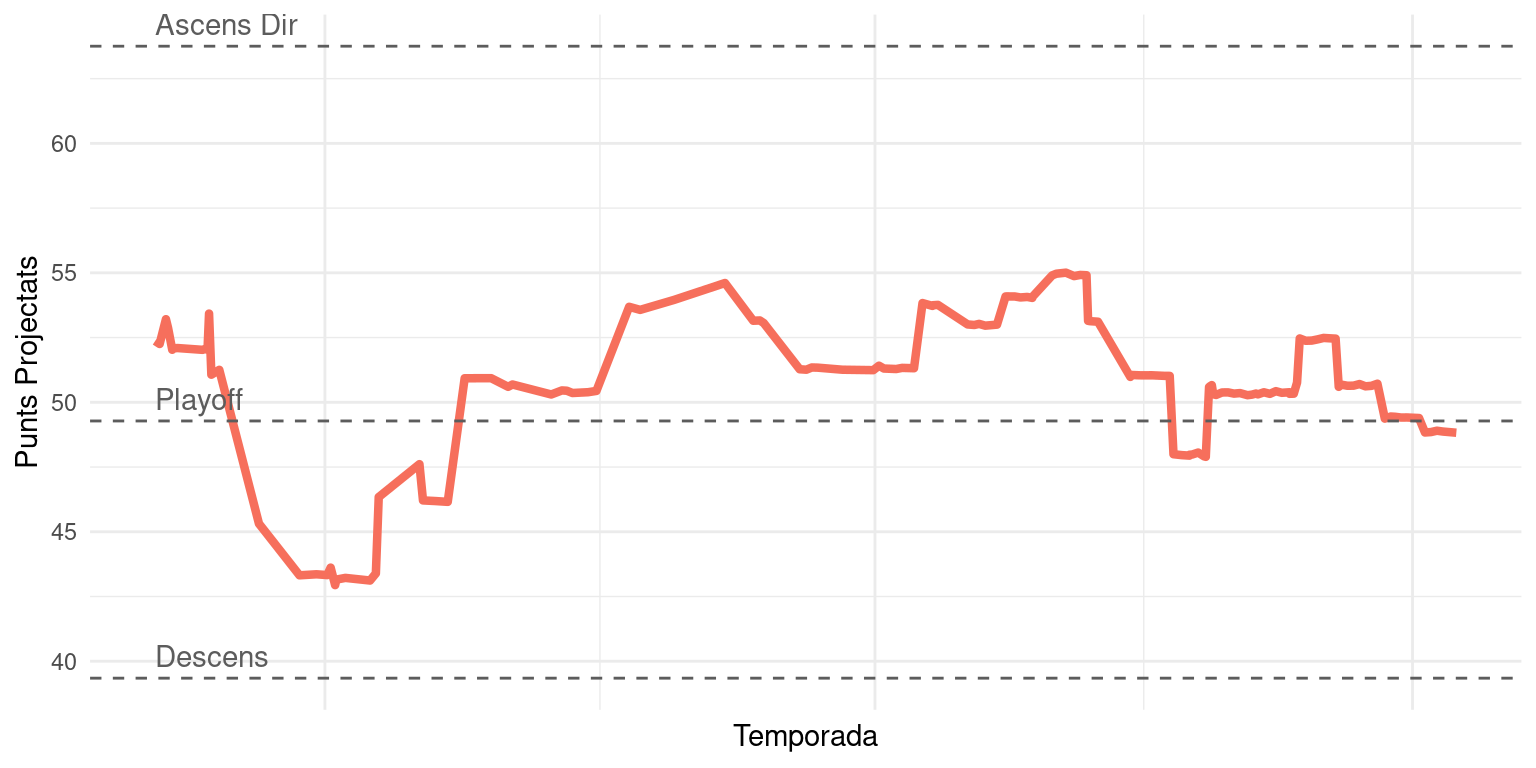 Ascens Dir
60
55
Punts Projectats
50
Playoff
45
Descens
40
Temporada